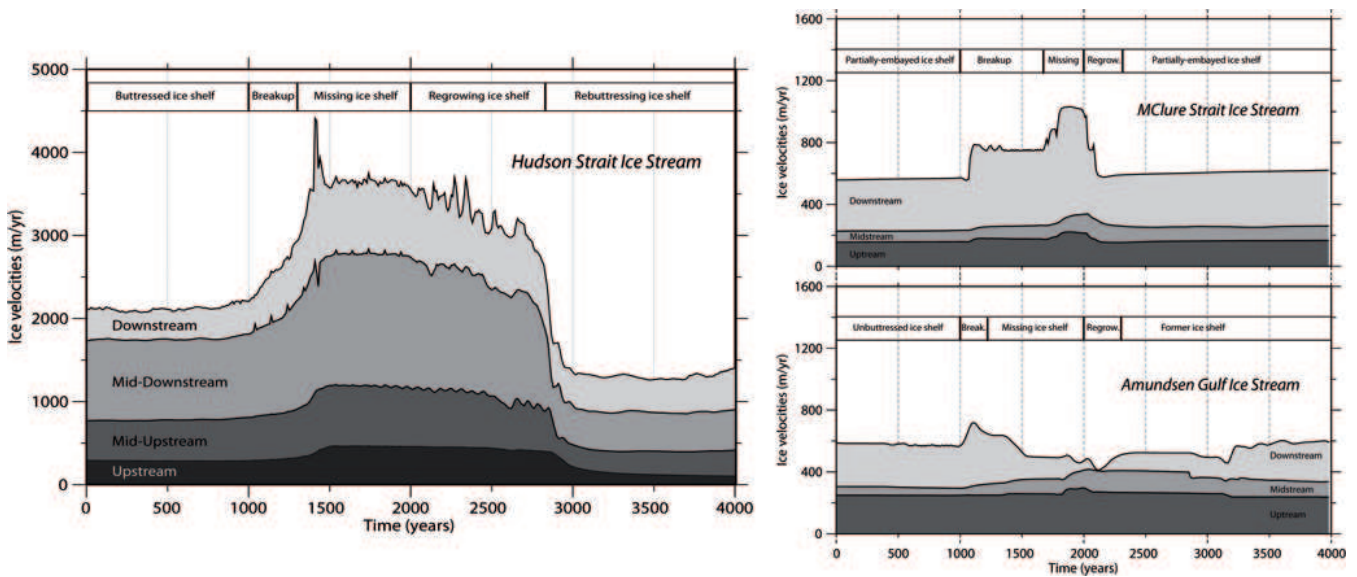 5000
4000
3000
2000
1000
0
Ice velocities (m/yr)
Buttressed ice shelf Breakup Missing ice shelf Regrowing ice shelf Rebuttressing ice shelf
Hudson Strait Ice Stream
Downstream
Mid-Downstream
Mid-Upstream
Upstream
0 500 1000 1500 2000 2500 3000 3500 4000
Time (years)
1600
1200
800
400
0
Ice velocities (m/yr)
Partially-embayed ice shelf Breakup Missing Regrow. Partially-embayed ice shelf
MClure Strait Ice Stream
Downstream
Midstream
Uptream
1600
1200
800
400
0
Ice velocities (m/yr)
Unbuttressed ice shelf Break. Missing ice shelf Regrow. Former ice shelf
Amundsen Gulf Ice Stream
Downstream
Midstream
Uptream
0 500 1000 1500 2000 2500 3000 3500 4000
Time (years)